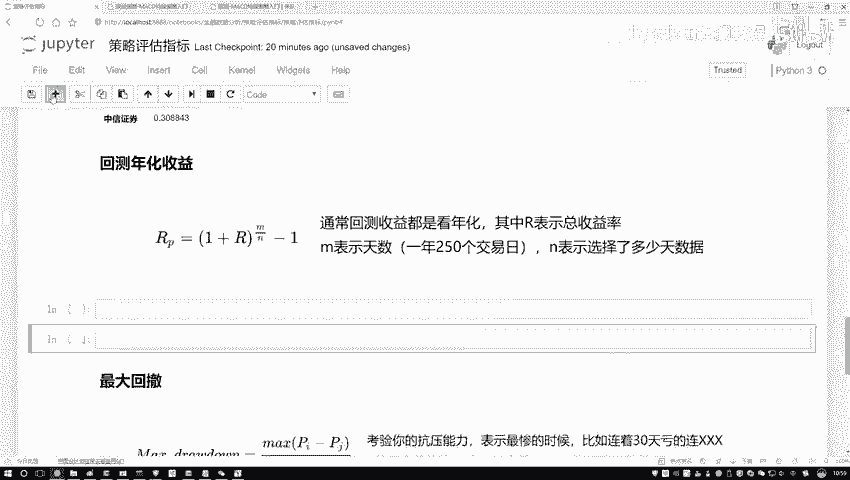 http://localhost:8888/notebooks/
jupyter 策略评估指标 Last Checkpoint: 20 minutes ago (unsaved changes)
Logout
File Edit View Insert Cell Kernel Widgets Help
Trusted Python 3
Code
中信证券 0.308843
回测年化收益
R_p = (1 + R)^{\frac{m}{n}} - 1
通常回测收益都是看年化，其中R表示总收益率
m表示天数（一年250个交易日），n表示选择了多少天数据
In [ ]:
In [ ]:
最大回撤
max(P_i − P_j)
考验你的抗压能力，表示最惨的时候，比如连着30天亏的连XXX
10:59